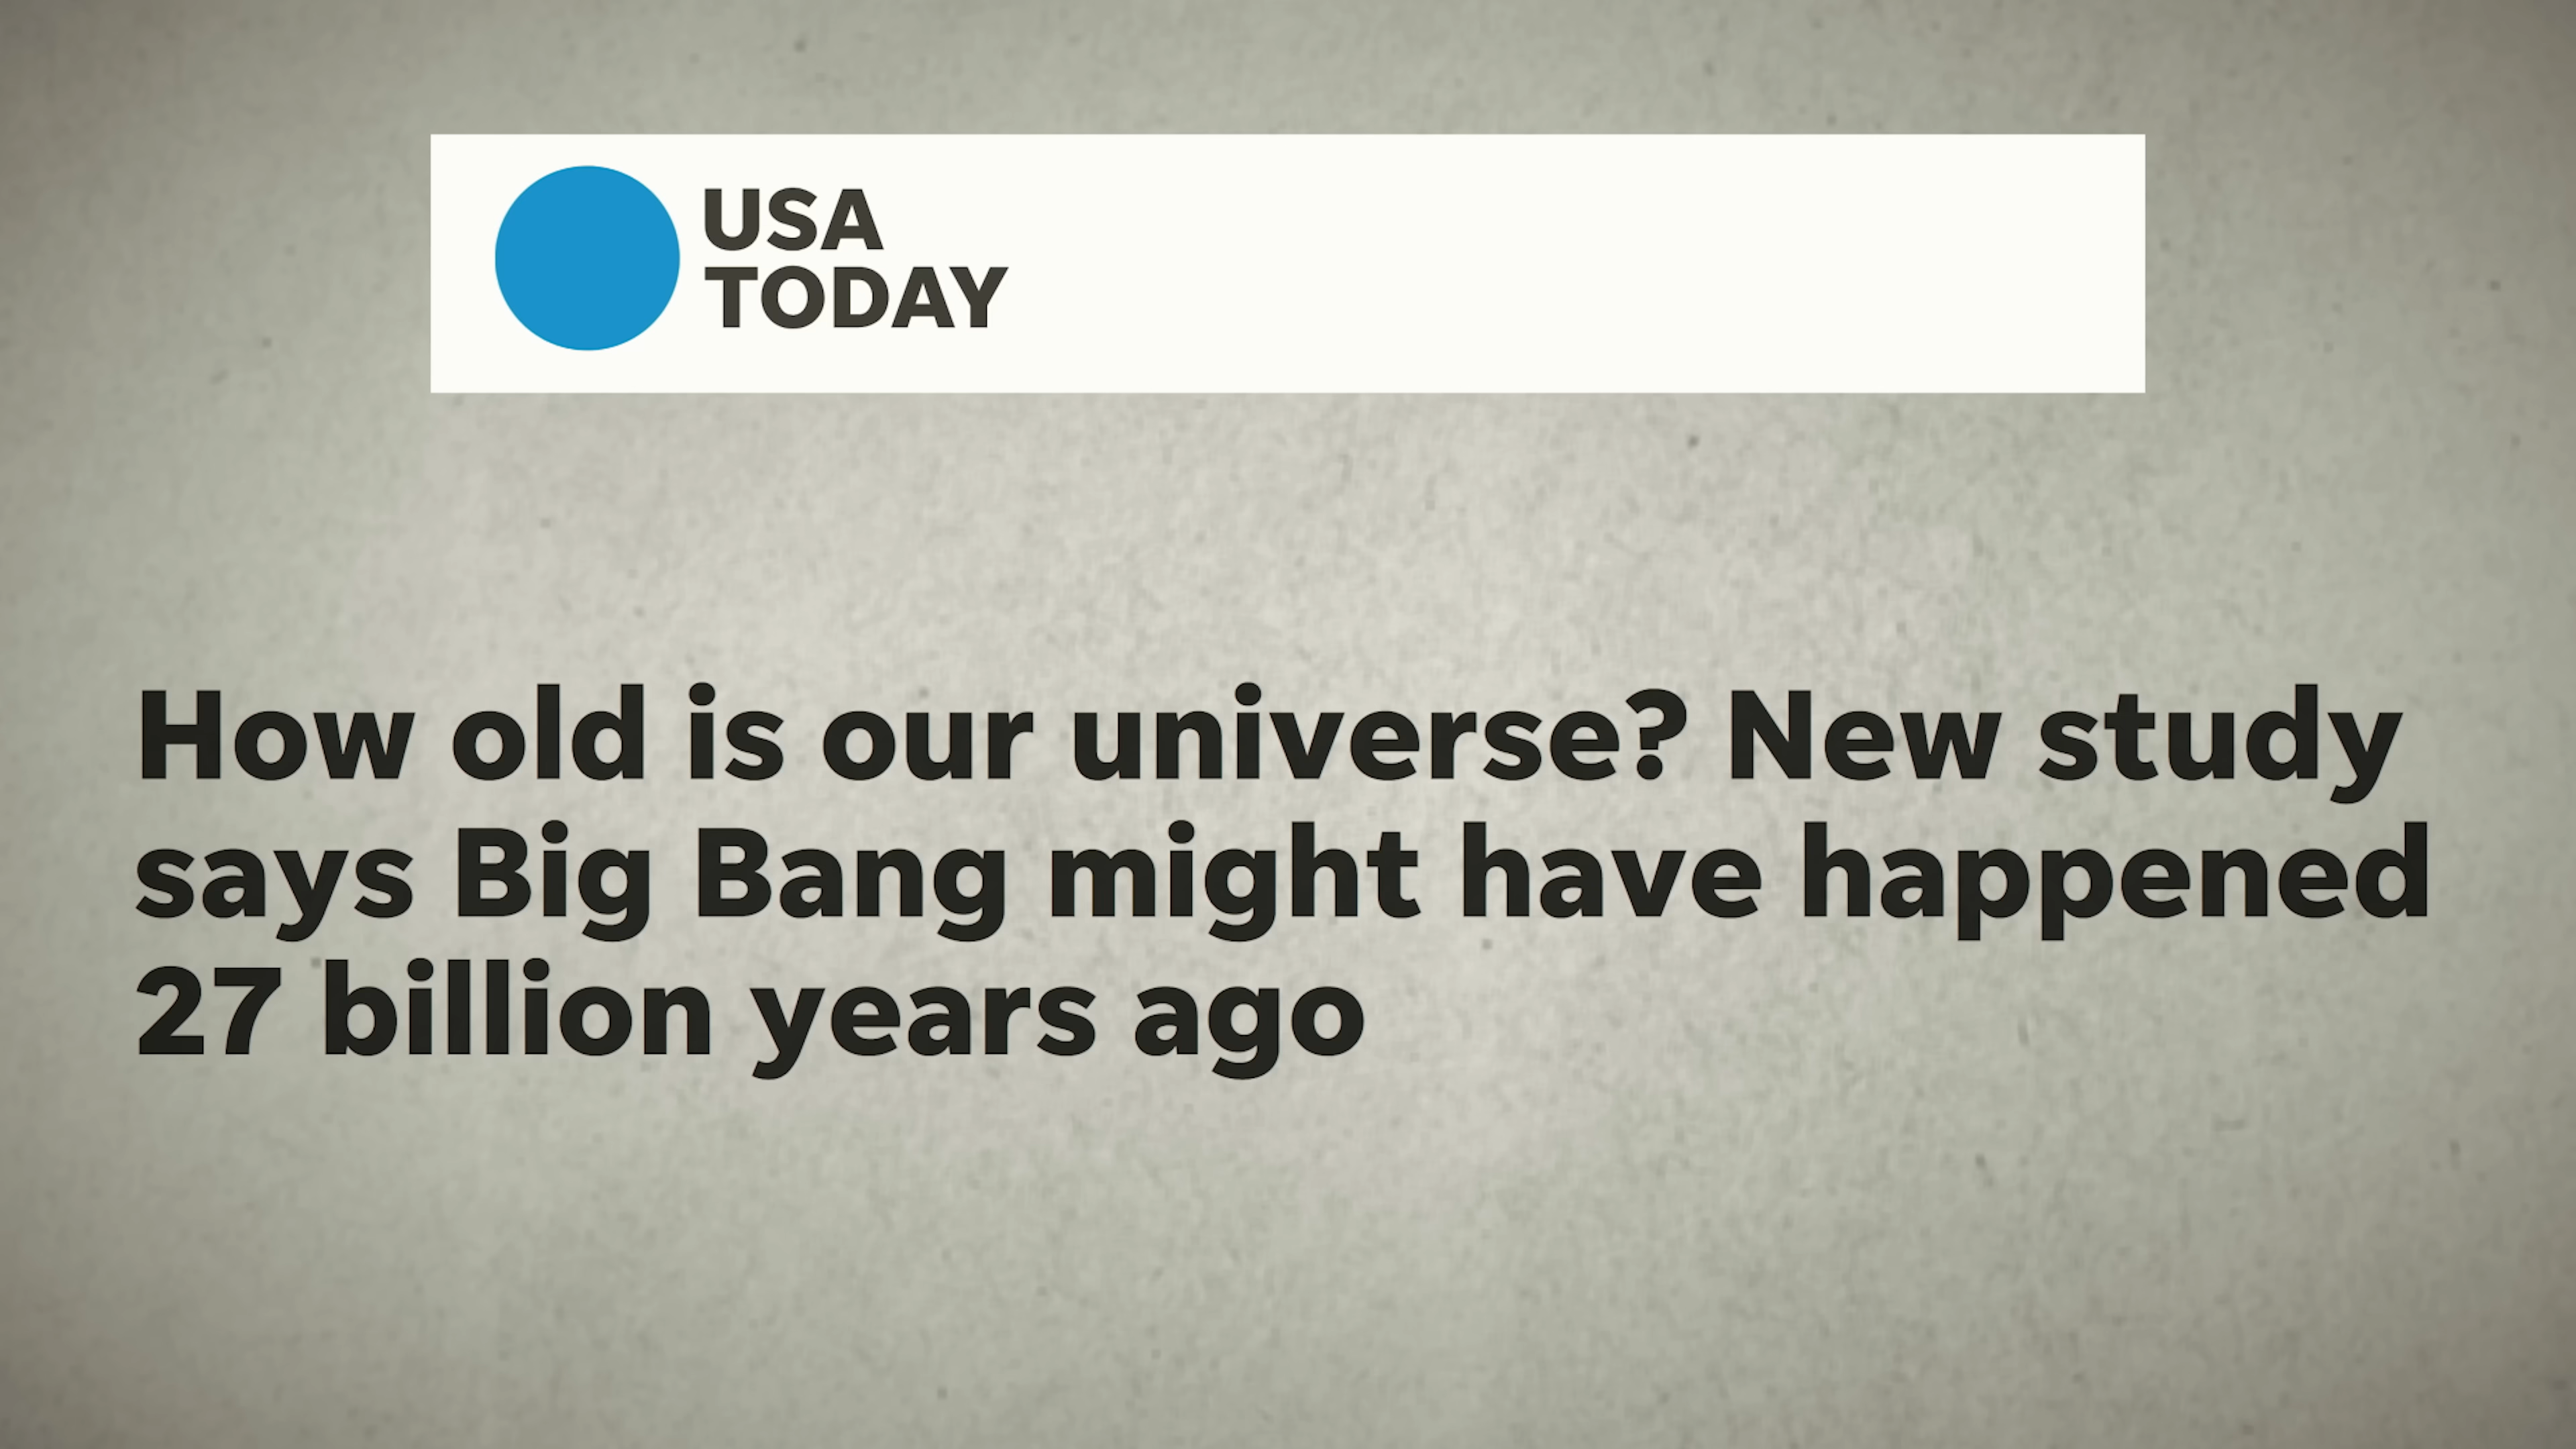 USA
TODAY
How old is our universe? New study
says Big Bang might have happened
27 billion years ago